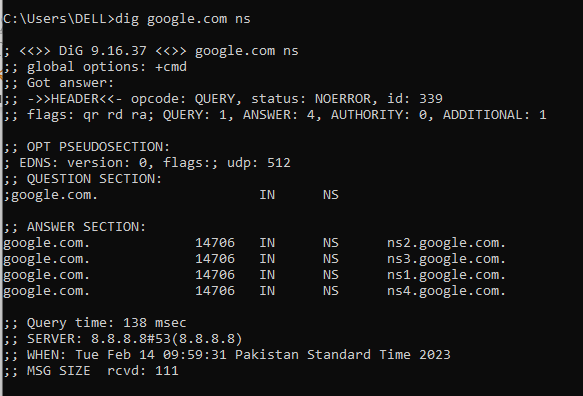 C:\Users\DELL>dig google.com ns
; <<>> DiG 9.16.37 <<>> google.com ns
;; global options: +cmd
;; Got answer:
;; ->>HEADER<<- opcode: QUERY, status: NOERROR, id: 339
;; flags: qr rd ra; QUERY: 1, ANSWER: 4, AUTHORITY: 0, ADDITIONAL: 1
;; OPT PSEUDOSECTION:
; EDNS: version: 0, flags:; udp: 512
;; QUESTION SECTION:
;google.com. IN NS
;; ANSWER SECTION:
google.com. 14706 IN NS ns2.google.com.
google.com. 14706 IN NS ns3.google.com.
google.com. 14706 IN NS ns1.google.com.
google.com. 14706 IN NS ns4.google.com.
;; Query time: 138 msec
;; SERVER: 8.8.8.8#53(8.8.8.8)
;; WHEN: Tue Feb 14 09:59:31 Pakistan Standard Time 2023
;; MSG SIZE rcvd: 111